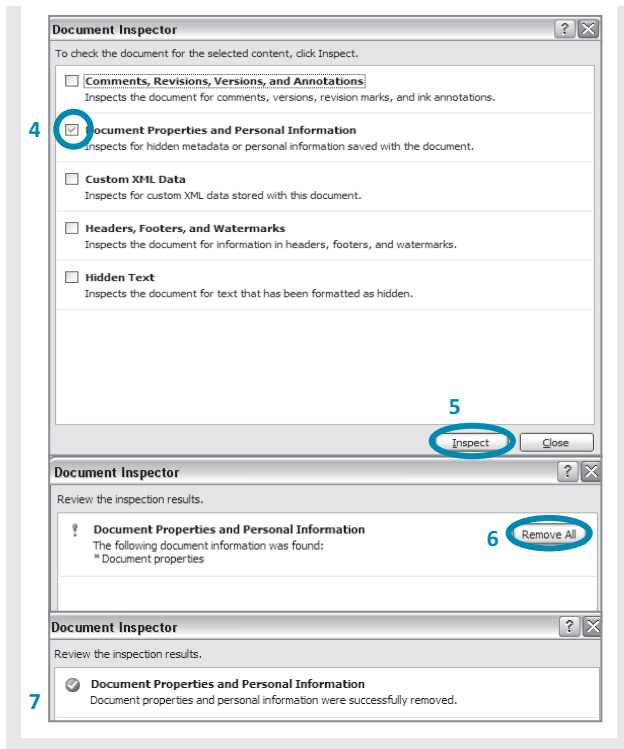 Document Inspector
To check the document for the selected content, click Inspect.
Comments, Revisions, Versions, and Annotations
Inspects the document for comments, versions, revision marks, and ink annotations.
4
Document Properties and Personal Information
Inspects for hidden metadata or personal information saved with the document.
Custom XML Data
Inspects for custom XML data stored with this document.
Headers, Footers, and Watermarks
Inspects the document for information in headers, footers, and watermarks.
Hidden Text
Inspects the document for text that has been formatted as hidden.
5
Inspect Close
Document Inspector
Review the inspection results.
Document Properties and Personal Information
The following document information was found:
* Document properties
6 Remove All
Document Inspector
Review the inspection results.
Document Properties and Personal Information
7 Document properties and personal information were successfully removed.